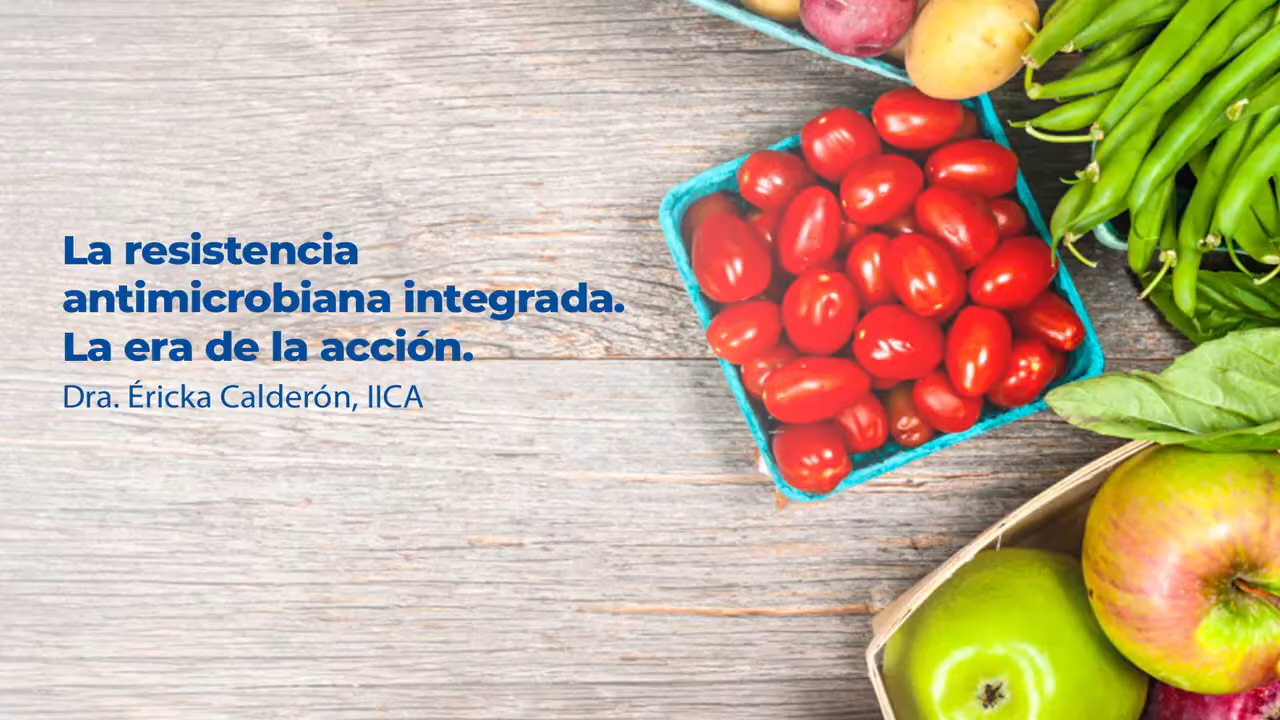 La resistencia
antimicrobiana integrada.
La era de la acción.
Dra. Éricka Calderón, IICA